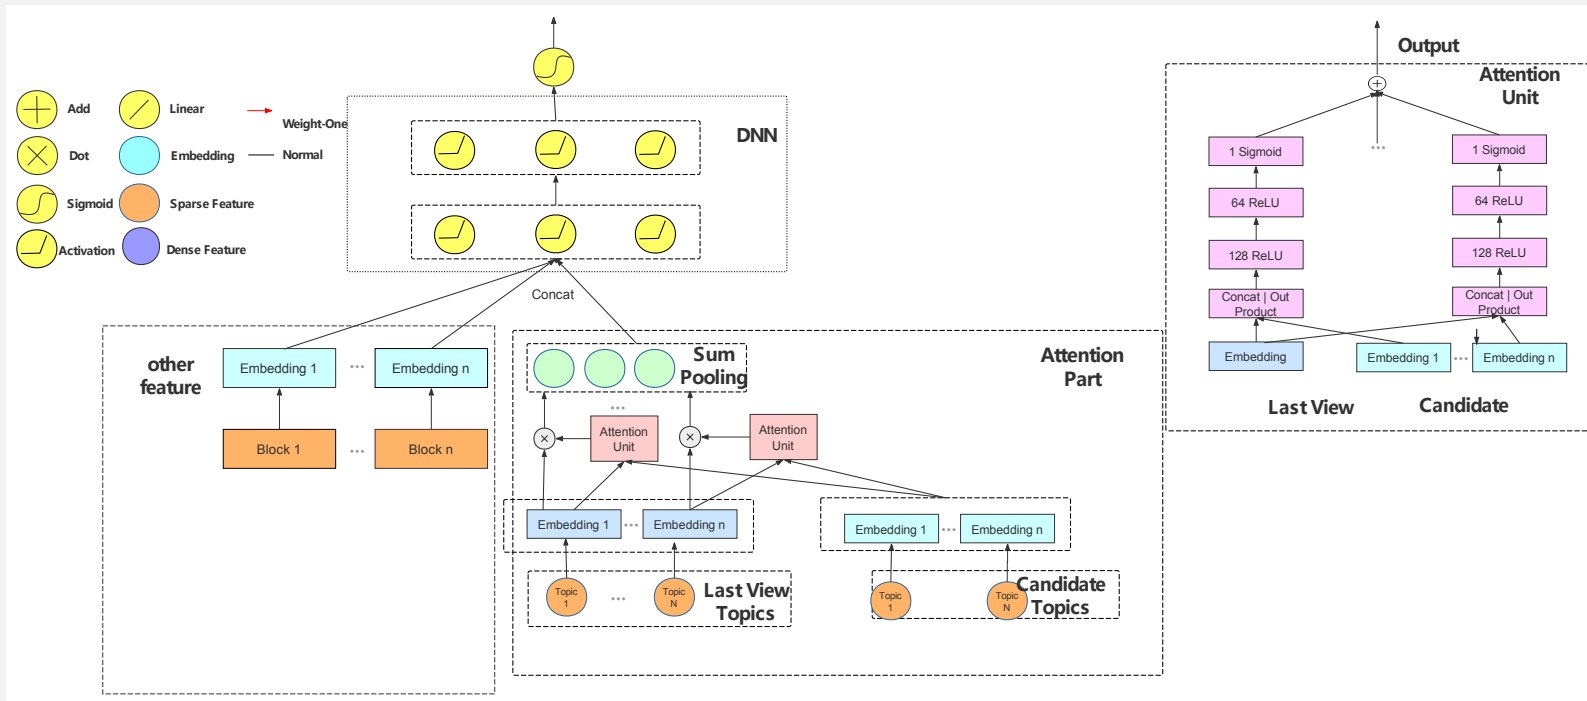 Output
Attention
Unit
Add
Linear
Weight-One
Dot
Embedding
Normal
Sigmoid
Sparse Feature
Activation
Dense Feature
DNN
Concat
other
feature
Embedding 1
...
Embedding n
Block 1
...
Block n
Sum
Pooling
Attention
Part
...
Attention
Unit
Attention
Unit
Embedding 1
...
Embedding n
Embedding 1
...
Embedding n
Topic
1
...
Topic
N
Last View
Topics
Topic
1
Topic
N
Candidate
Topics
1 Sigmoid
...
1 Sigmoid
64 ReLU
64 ReLU
128 ReLU
128 ReLU
Concat | Out
Product
Concat | Out
Product
Embedding
Embedding 1
...
Embedding n
Last View
Candidate